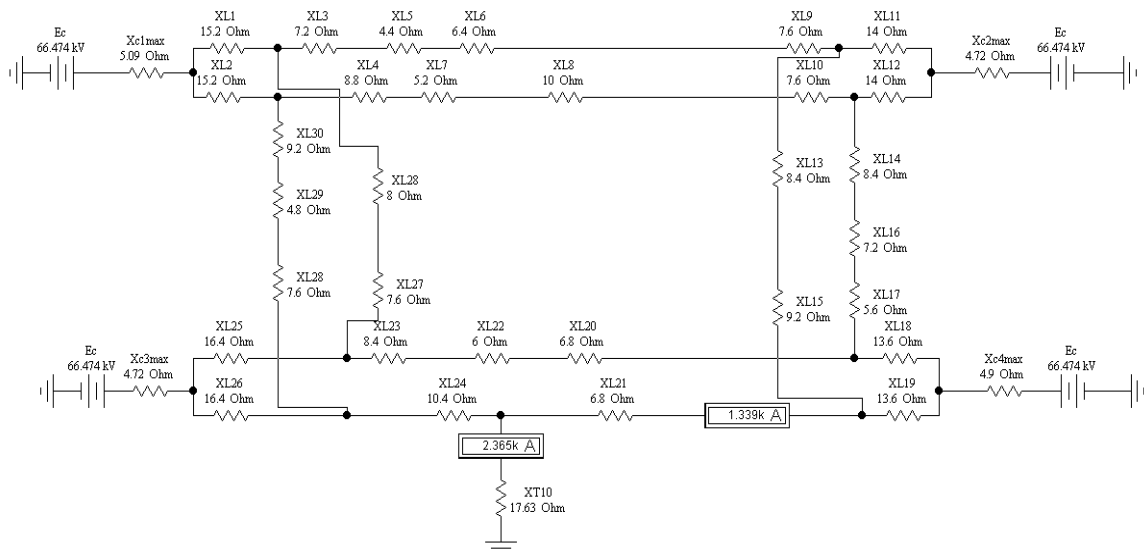 XL1
15.2 Ohm
XL3
7.2 Ohm
XL5
4.4 Ohm
XL6
6.4 Ohm
XL9
7.6 Ohm
XL11
14 Ohm
Ec
66.474 kV
Xc1max
5.09 Ohm
Xc2max
4.72 Ohm
Ec
66.474 kV
XL2
15.2 Ohm
XL4
8.8 Ohm
XL7
5.2 Ohm
XL8
10 Ohm
XL10
7.6 Ohm
XL12
14 Ohm
XL30
9.2 Ohm
XL28
8 Ohm
XL13
8.4 Ohm
XL14
8.4 Ohm
XL29
4.8 Ohm
XL16
7.2 Ohm
XL28
7.6 Ohm
XL27
7.6 Ohm
XL15
9.2 Ohm
XL17
5.6 Ohm
XL25
16.4 Ohm
XL23
8.4 Ohm
XL22
6 Ohm
XL20
6.8 Ohm
XL18
13.6 Ohm
Ec
66.474 kV
Xc3max
4.72 Ohm
Xc4max
4.9 Ohm
Ec
66.474 kV
XL26
16.4 Ohm
XL24
10.4 Ohm
XL21
6.8 Ohm
XL19
13.6 Ohm
1.339k A
2.365k A
XT10
17.63 Ohm